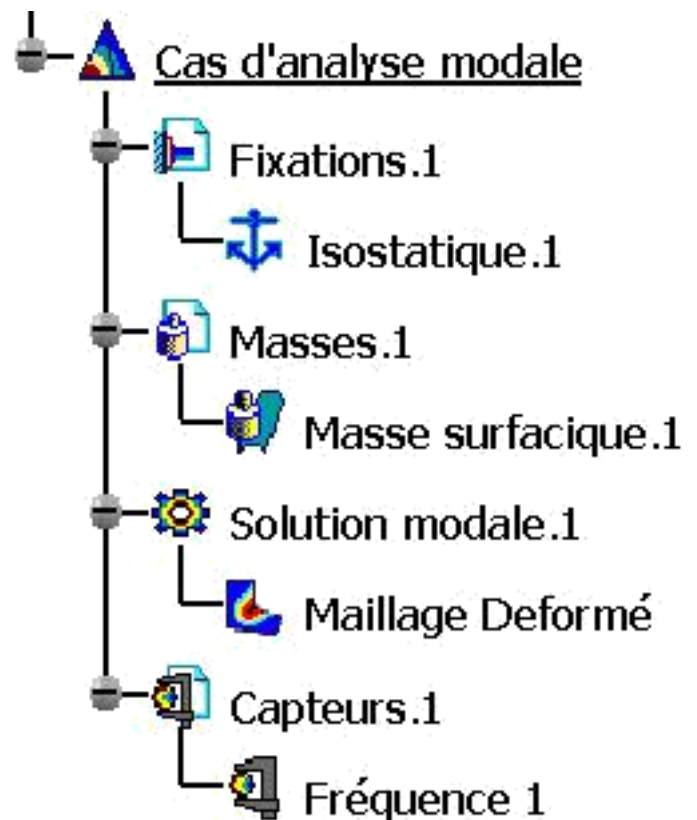 Cas d'analyse modale
Fixations.1
Isostatique.1
Masses.1
Masse surfacique.1
Solution modale.1
Maillage Deformé
Capteurs.1
Fréquence 1